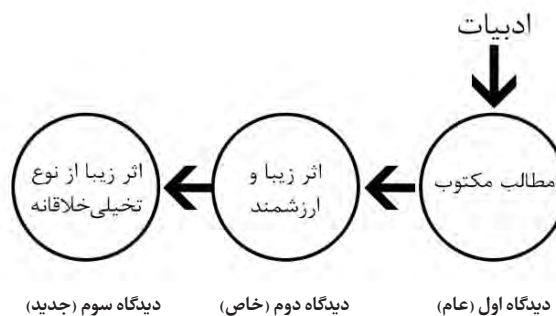 ادبیات
مطالب مکتوب
اثر زیبا و
ارزشمند
اثر زیبا از نوع
تخیلی‌خلاقانه
دیدگاه اول (عام)
دیدگاه دوم (خاص)
دیدگاه سوم (جدید)